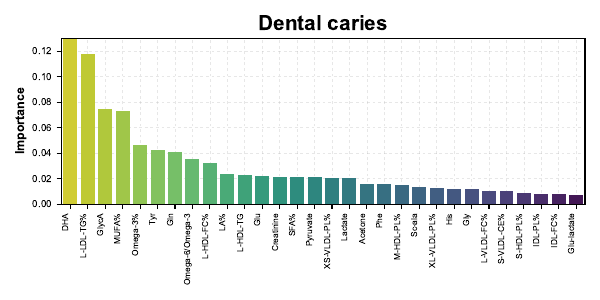 Dental caries
Importance
0.12
0.10
0.08
0.06
0.04
0.02
0.00
DHA
L-LDL-TG%
GlycA
MUFA%
Omega-3%
Tyr
Gln
Omega-6/Omega-3
L-HDL-FC%
LA%
L-HDL-TG
Glu
Creatinine
SFA%
Pyruvate
XS-VLDL-PL%
Lactate
Acetone
Phe
M-HDL-PL%
XL-VLDL-PL%
His
Gly
L-VLDL-FC%
S-VLDL-CE%
S-HDL-PL%
IDL-PL%
IDL-FC%
Glu-lactate